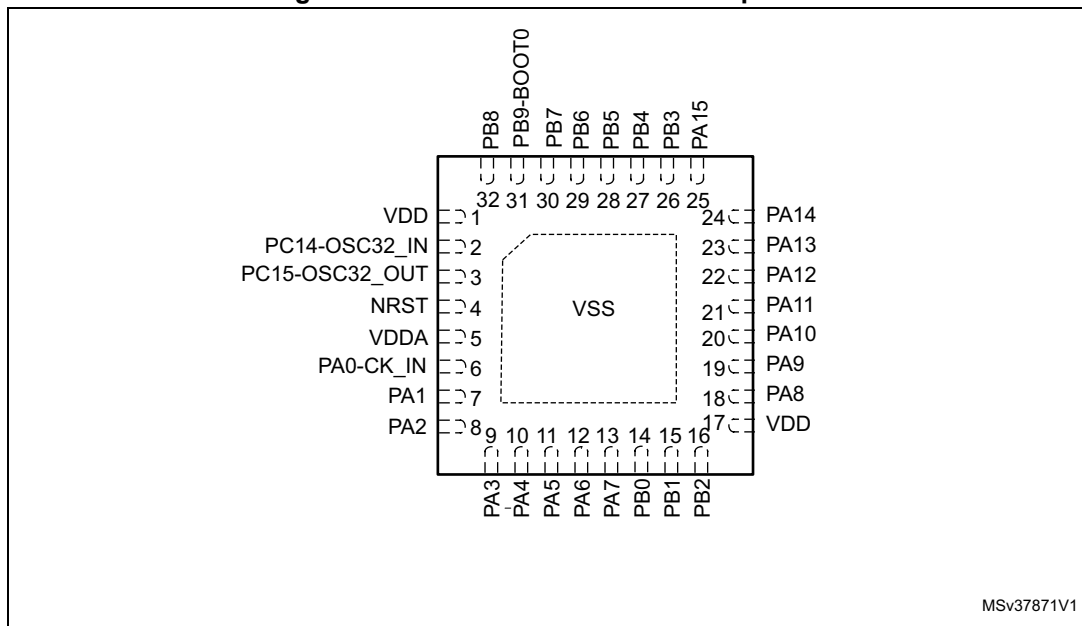 PB8
PB9-BOOT0
PB7
PB6
PB5
PB4
PB3
PA15
32 31 30 29 28 27 26 25
VDD 1
PC14-OSC32_IN 2
PC15-OSC32_OUT 3
NRST 4
VDDA 5
PA0-CK_IN 6
PA1 7
PA2 8
VSS
24 PA14
23 PA13
22 PA12
21 PA11
20 PA10
19 PA9
18 PA8
17 VDD
9 10 11 12 13 14 15 16
PA3
PA4
PA5
PA6
PA7
PB0
PB1
PB2
MSv37871V1